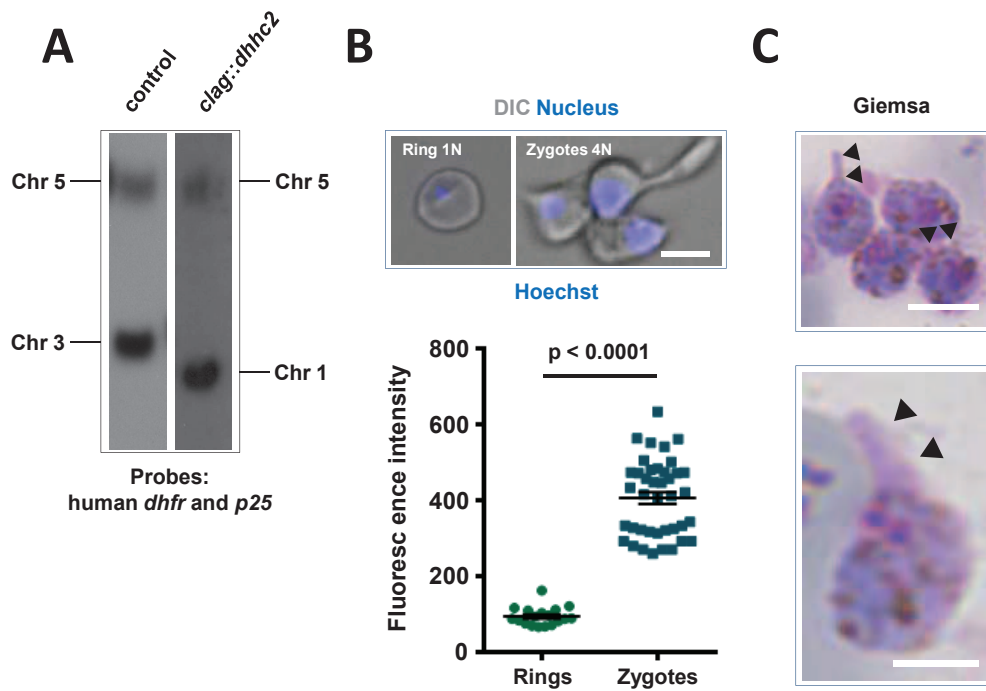 A
control
clag::dhhc2
Chr 5
Chr 5
Chr 3
Chr 1
Probes:
human dhfr and p25
B
DIC Nucleus
Ring 1N
Zygotes 4N
Hoechst
p < 0.0001
Fluoresc ence intensity
800
600
400
200
0
Rings
Zygotes
C
Giemsa